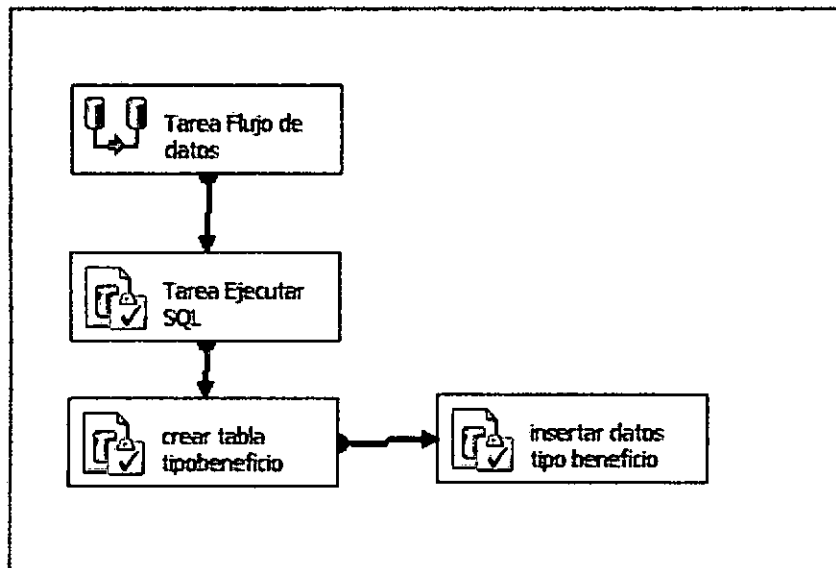 Tarea Flujo de
datos
Tarea Ejecutar
SQL
crear tabla
tipobeneficio
insertar datos
tipo beneficio